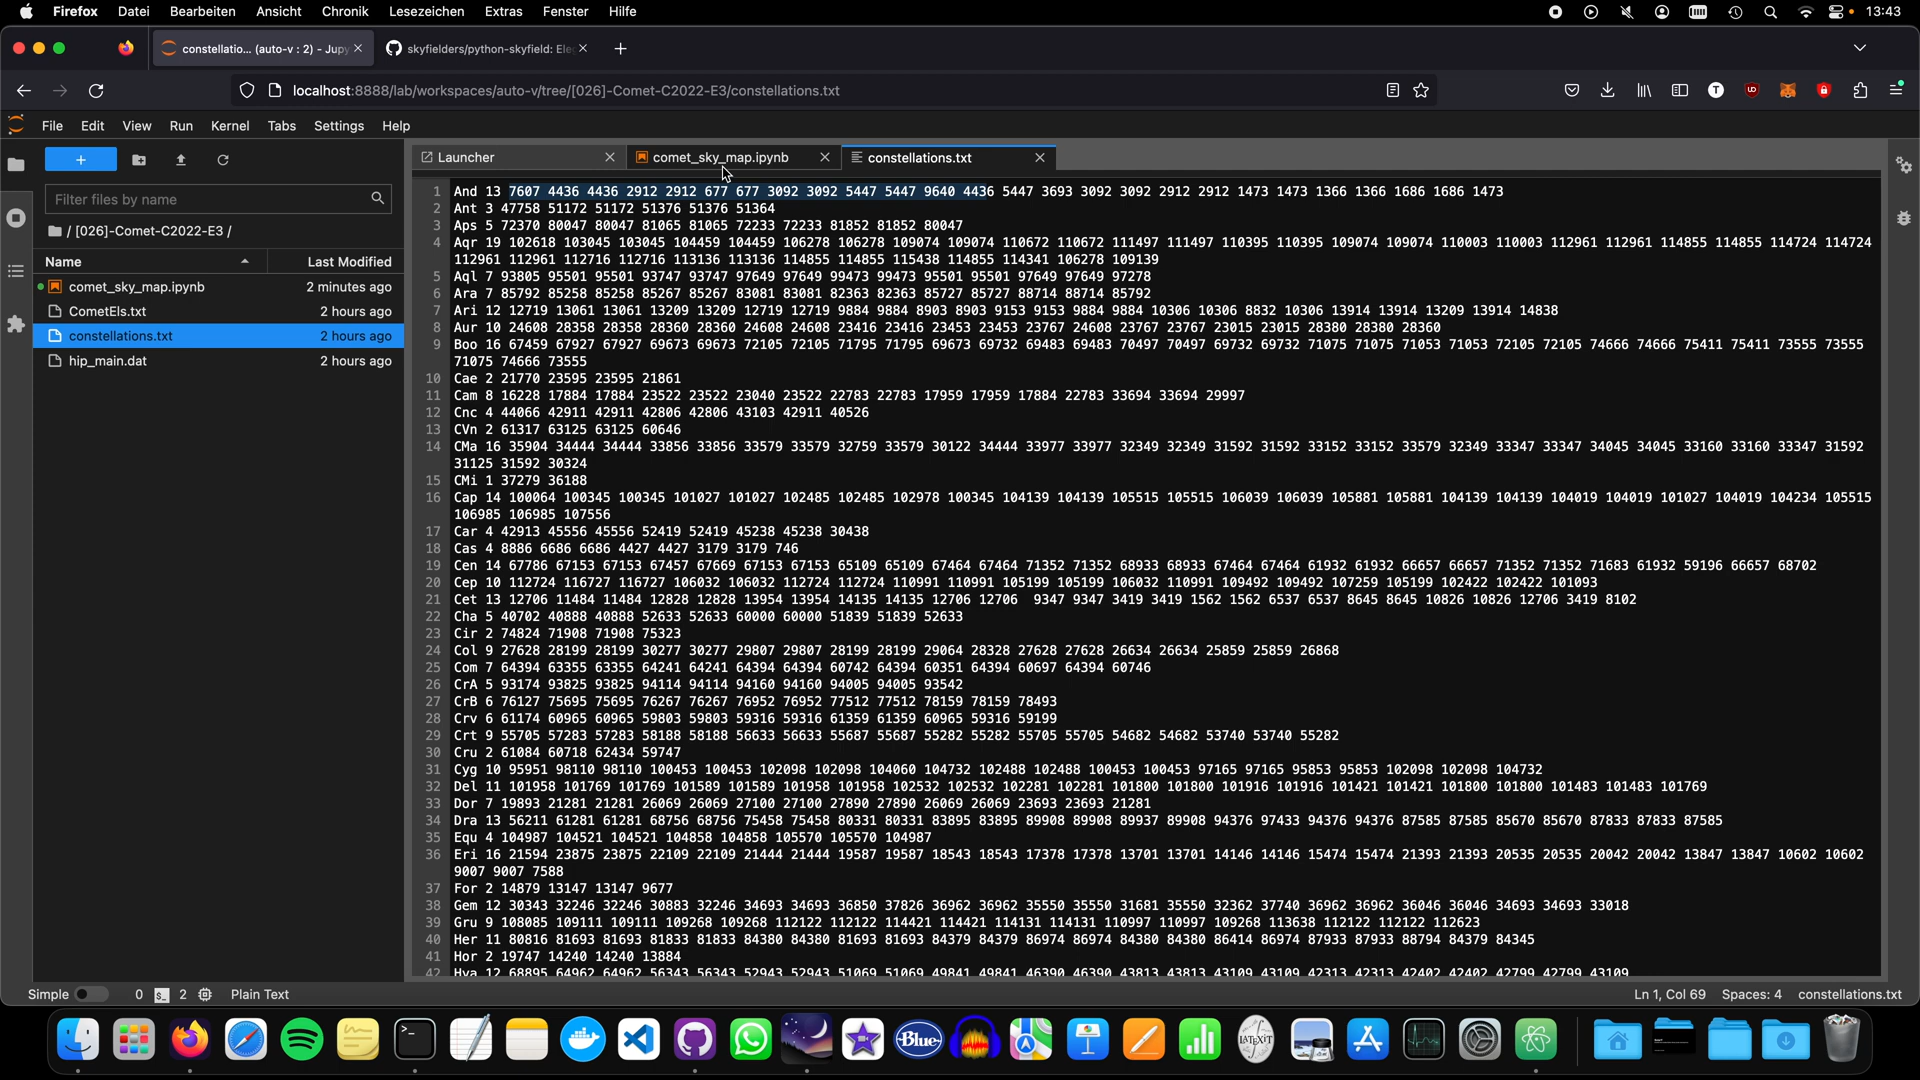 Firefox Datei Bearbeiten Ansicht Chronik Lesezeichen Extras Fenster Hilfe 13:43
constellatio... (auto-v : 2) - Jupy skyfielders/python-skyfield: Ele
localhost:8888/lab/workspaces/auto-v/tree/[026]-Comet-C2022-E3/constellations.txt
File Edit View Run Kernel Tabs Settings Help
Launcher comet_sky_map.ipynb constellations.txt
Filter files by name
/ [026]-Comet-C2022-E3 /
Name Last Modified
comet_sky_map.ipynb 2 minutes ago
CometEls.txt 2 hours ago
constellations.txt 2 hours ago
hip_main.dat 2 hours ago
1 And 13 7607 4436 4436 2912 2912 677 677 3092 3092 5447 5447 9640 4436 5447 3693 3092 3092 2912 2912 1473 1473 1366 1366 1686 1686 1473
2 Ant 3 47758 51172 51172 51376 51376 51364
3 Aps 5 72370 80047 80047 81065 81065 72233 72233 81852 81852 80047
4 Aqr 19 102618 103045 103045 104459 104459 106278 106278 109074 109074 110672 110672 111497 111497 110395 110395 109074 109074 110003 110003 112961 112961 114855 114855 114724 114724
112961 112961 112716 112716 113136 113136 114855 114855 115438 114855 114341 106278 109139
5 Aql 7 93805 95501 95501 93747 93747 97649 97649 99473 99473 95501 95501 97649 97649 97278
6 Ara 7 85792 85258 85258 85267 85267 83081 83081 82363 82363 85727 85727 88714 88714 85792
7 Ari 12 12719 13061 13061 13209 13209 12719 12719 9884 9884 8903 8903 9153 9153 9884 9884 10306 10306 8832 10306 13914 13914 13209 13914 14838
8 Aur 10 24608 28358 28358 28360 28360 24608 24608 23416 23416 23453 23453 23767 24608 23767 23767 23015 23015 28380 28380 28360
9 Boo 16 67459 67927 67927 69673 69673 72105 72105 71795 71795 69673 69732 69483 69483 70497 70497 69732 69732 71075 71075 71053 71053 72105 72105 74666 74666 75411 75411 73555 73555
71075 74666 73555
10 Cae 2 21770 23595 23595 21861
11 Cam 8 16228 17884 17884 23522 23522 23040 23522 22783 22783 17959 17959 17884 22783 33694 33694 29997
12 Cnc 4 44066 42911 42911 42806 42806 43103 42911 40526
13 CVn 2 61317 63125 63125 60646
14 CMa 16 35904 34444 34444 33856 33856 33579 33579 32759 33579 30122 34444 33977 33977 32349 32349 31592 31592 33152 33152 33579 32349 33347 33347 34045 34045 33160 33160 33347 31592
31125 31592 30324
15 CMi 1 37279 36188
16 Cap 14 100064 100345 100345 101027 101027 102485 102485 102978 100345 104139 104139 105515 105515 106039 106039 105881 105881 104139 104139 104019 104019 101027 104019 104234 105515
106985 106985 107556
17 Car 4 42913 45556 45556 52419 52419 45238 45238 30438
18 Cas 4 8886 6686 6686 4427 4427 3179 3179 746
19 Cen 14 67786 67153 67153 67457 67669 67153 67153 65109 65109 67464 67464 71352 71352 68933 68933 67464 67464 61932 61932 66657 66657 71352 71352 71683 61932 59196 66657 68702
20 Cep 10 112724 116727 116727 106032 106032 112724 112724 110991 110991 105199 105199 106032 110991 109492 109492 107259 105199 102422 102422 101093
21 Cet 13 12706 11484 11484 12828 12828 13954 13954 14135 14135 12706 12706  9347 9347 3419 3419 1562 1562 6537 6537 8645 8645 10826 10826 12706 3419 8102
22 Cha 5 40702 40888 40888 52633 52633 60000 60000 51839 51839 52633
23 Cir 2 74824 71908 71908 75323
24 Col 9 27628 28199 28199 30277 30277 29807 29807 28199 28199 29064 28328 27628 27628 26634 26634 25859 25859 26868
25 Com 7 64394 63355 63355 64241 64241 64394 64394 60742 64394 60351 64394 60697 64394 60746
26 CrA 5 93174 93825 93825 94114 94114 94160 94160 94005 94005 93542
27 CrB 6 76127 75695 75695 76267 76267 76952 76952 77512 77512 78159 78159 78493
28 Crv 6 61174 60965 60965 59803 59803 59316 59316 61359 61359 60965 59316 59199
29 Crt 9 55705 57283 57283 58188 58188 56633 56633 55687 55687 55282 55282 55705 55705 54682 54682 53740 53740 55282
30 Cru 2 61084 60718 62434 59747
31 Cyg 10 95951 98110 98110 100453 100453 102098 102098 104060 104732 102488 102488 100453 100453 97165 97165 95853 95853 102098 102098 104732
32 Del 11 101958 101769 101769 101589 101589 101958 101958 102532 102532 102281 102281 101800 101800 101916 101916 101421 101421 101800 101800 101483 101483 101769
33 Dor 7 19893 21281 21281 26069 26069 27100 27100 27890 27890 26069 26069 23693 23693 21281
34 Dra 13 56211 61281 61281 68756 68756 75458 75458 80331 80331 83895 83895 89908 89908 89937 89908 94376 97433 94376 94376 87585 87585 85670 85670 87833 87833 87585
35 Equ 4 104987 104521 104521 104858 104858 105570 105570 104987
36 Eri 16 21594 23875 23875 22109 22109 21444 21444 19587 19587 18543 18543 17378 17378 13701 13701 14146 14146 15474 15474 21393 21393 20535 20535 20042 20042 13847 13847 10602 10602
9007 9007 7588
37 For 2 14879 13147 13147 9677
38 Gem 12 30343 32246 32246 30883 32246 34693 34693 36850 37826 36962 36962 35550 35550 31681 35550 32362 37740 36962 36962 36046 36046 34693 34693 33018
39 Gru 9 108085 109111 109111 109268 109268 112122 112122 114421 114421 114131 114131 110997 110997 109268 113638 112122 112122 112623
40 Her 11 80816 81693 81693 81833 81833 84380 84380 81693 81693 84379 84379 86974 86974 84380 84380 86414 86974 87933 87933 88794 84379 84345
41 Hor 2 19747 14240 14240 13884
42 Hya 12 68895 64962 64962 56343 56343 52943 52943 51069 51069 49841 49841 46390 46390 43813 43813 43109 43109 42313 42313 42402 42402 42799 42799 43109
Simple 0 2 Plain Text Ln 1, Col 69 Spaces: 4 constellations.txt
Blue
LATEXIT